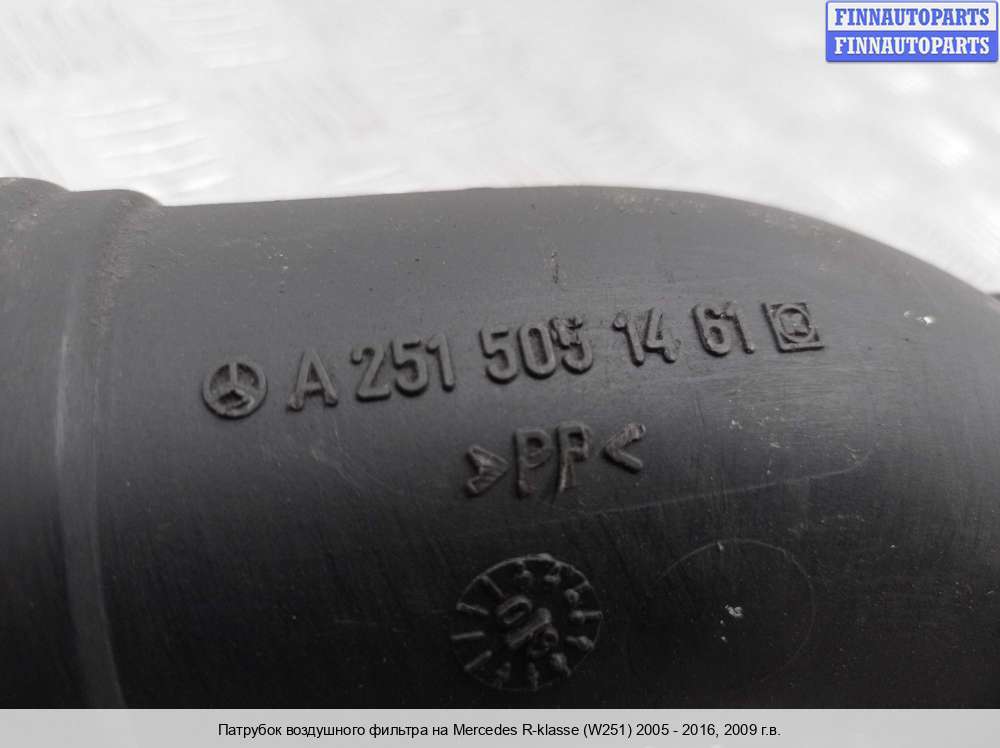 FINNAUTOPARTS
FINNAUTOPARTS
A 251 505 14 61
>PP<
Патрубок воздушного фильтра на Mercedes R-klasse (W251) 2005 - 2016, 2009 г.в.